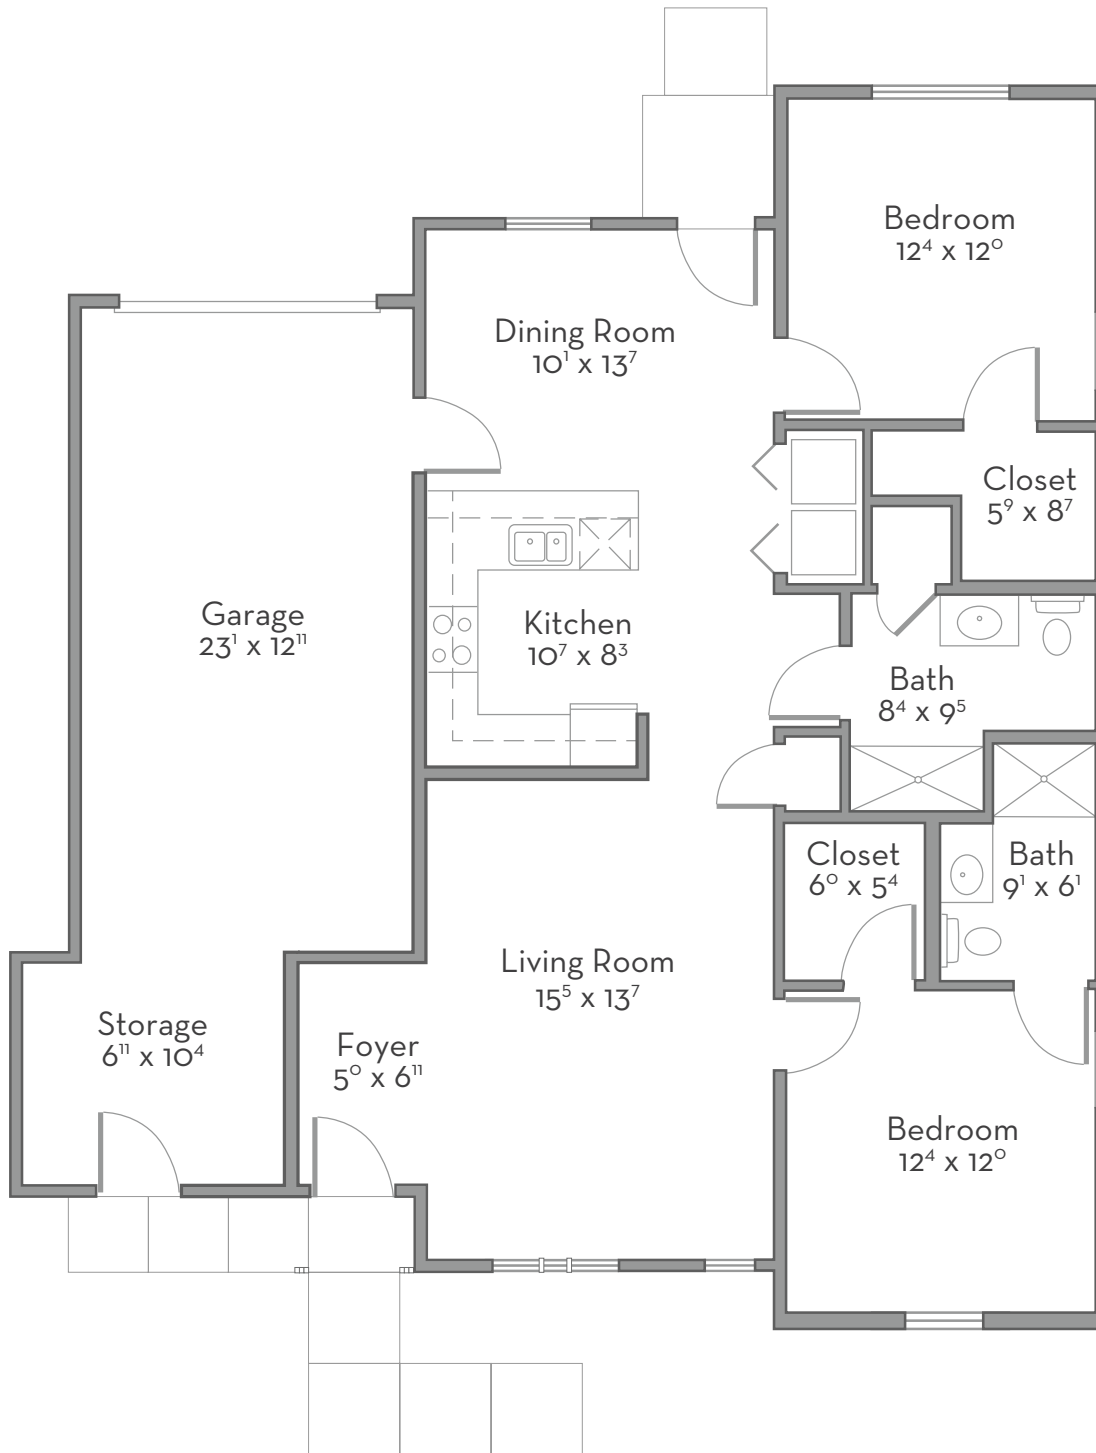 Bedroom
12⁴ x 12⁰
Dining Room
10¹ x 13⁷
Closet
5⁹ x 8⁷
Garage
23¹ x 12¹¹
Kitchen
10⁷ x 8³
Bath
8⁴ x 9⁵
Closet
6⁰ x 5⁴
Bath
9¹ x 6¹
Living Room
15⁵ x 13⁷
Storage
6¹¹ x 10⁴
Foyer
5⁰ x 6¹¹
Bedroom
12⁴ x 12⁰